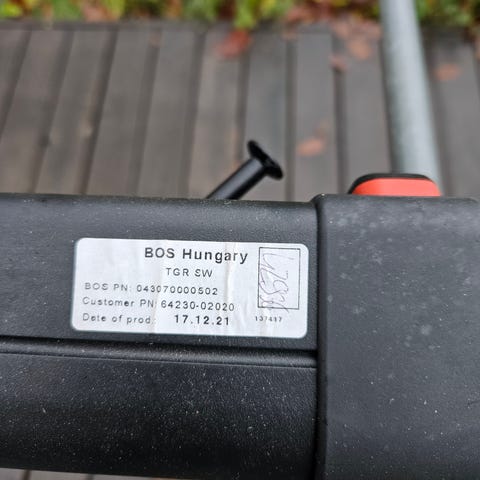 BOS Hungary
TGR SW
BOS PN: 043070000502
Customer PN: 64230-02020
Date of prod.: 17.12.21
137417